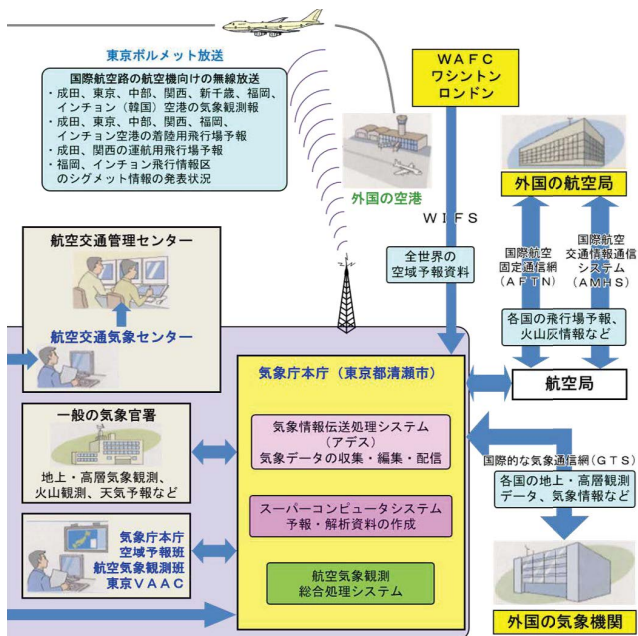 東京ボルメット放送
国際航空路の航空機向けの無線放送
・成田、東京、中部、関西、新千歳、福岡、
インチョン（韓国）空港の気象観測報
・成田、東京、中部、関西、福岡、
インチョン空港の着陸用飛行場予報
・成田、関西の運航用飛行場予報
・福岡、インチョン飛行情報区
のシグメット情報の発表状況
外国の空港
ＷＡＦＣ
ワシントン
ロンドン
ＷＩＦＳ
全世界の
空域予報資料
外国の航空局
国際航空
固定通信網
（ＡＦＴＮ）
国際航空
交通情報通信
システム
（ＡＭＨＳ）
各国の飛行場予報、
火山灰情報など
航空局
航空交通管理センター
航空交通気象センター
一般の気象官署
地上・高層気象観測、
火山観測、天気予報など
気象庁本庁
空域予報班
航空気象観測班
東京ＶＡＡＣ
気象庁本庁（東京都清瀬市）
気象情報伝送処理システム
（アデス）
気象データの収集・編集・配信
スーパーコンピュータシステム
予報・解析資料の作成
航空気象観測
総合処理システム
国際的な気象通信網（ＧＴＳ）
各国の地上・高層観測
データ、気象情報など
外国の気象機関